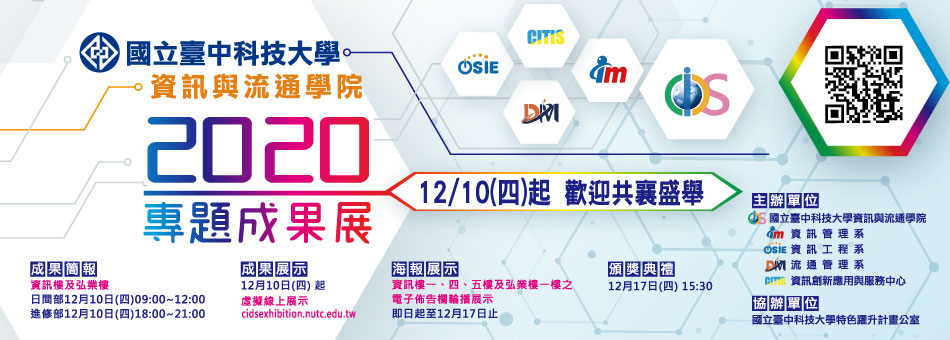 國立臺中科技大學
資訊與流通學院
2020
專題成果展
OSIE
CITIS
im
DM
CIDS
12/10(四)起 歡迎共襄盛舉
成果簡報
資訊樓及弘業樓
日間部12月10日(四)09:00~12:00
進修部12月10日(四)18:00~21:00
成果展示
12月10日(四) 起
虛擬線上展示
cidsexhibition.nutc.edu.tw
海報展示
資訊樓一、四、五樓及弘業樓一樓之
電子佈告欄輪播展示
即日起至12月17日止
頒獎典禮
12月17日(四) 15:30
主辦單位
CIDS 國立臺中科技大學資訊與流通學院
im 資訊管理系
OSIE 資訊工程系
DM 流通管理系
CITIS 資訊創新應用與服務中心
協辦單位
國立臺中科技大學特色躍升計畫公室